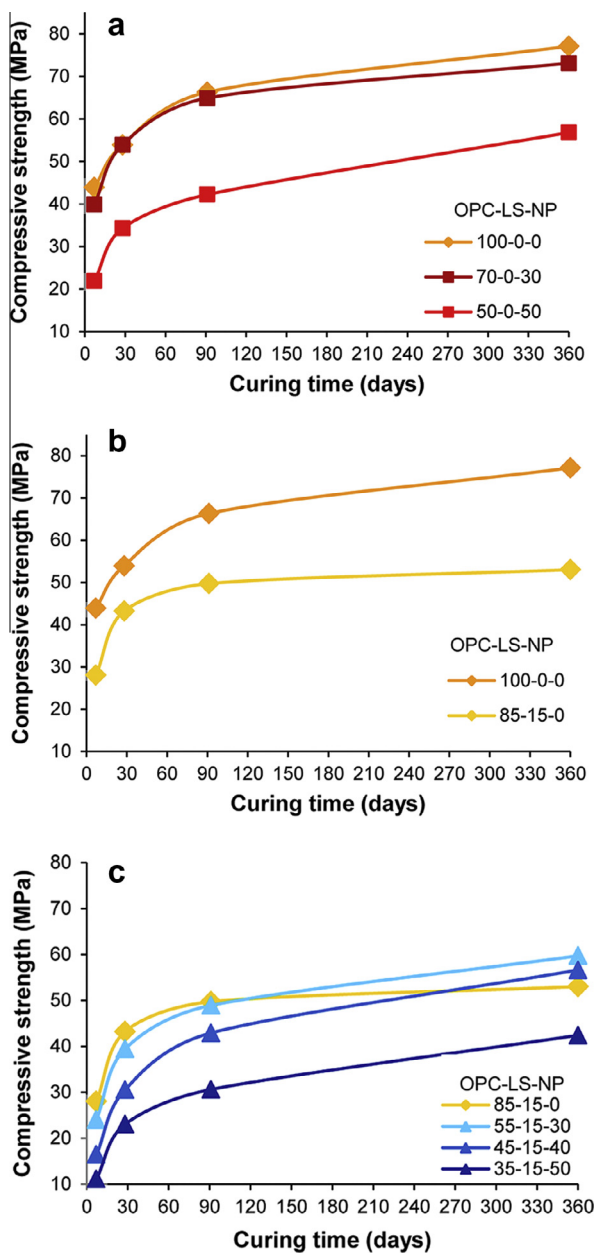 a
Compressive strength (MPa)
80
70
60
50
40
30
20
10
OPC-LS-NP
100-0-0
70-0-30
50-0-50
0 30 60 90 120 150 180 210 240 270 300 330 360
Curing time (days)
b
Compressive strength (MPa)
80
70
60
50
40
30
20
10
OPC-LS-NP
100-0-0
85-15-0
0 30 60 90 120 150 180 210 240 270 300 330 360
Curing time (days)
c
Compressive strength (MPa)
80
70
60
50
40
30
20
10
OPC-LS-NP
85-15-0
55-15-30
45-15-40
35-15-50
0 30 60 90 120 150 180 210 240 270 300 330 360
Curing time (days)